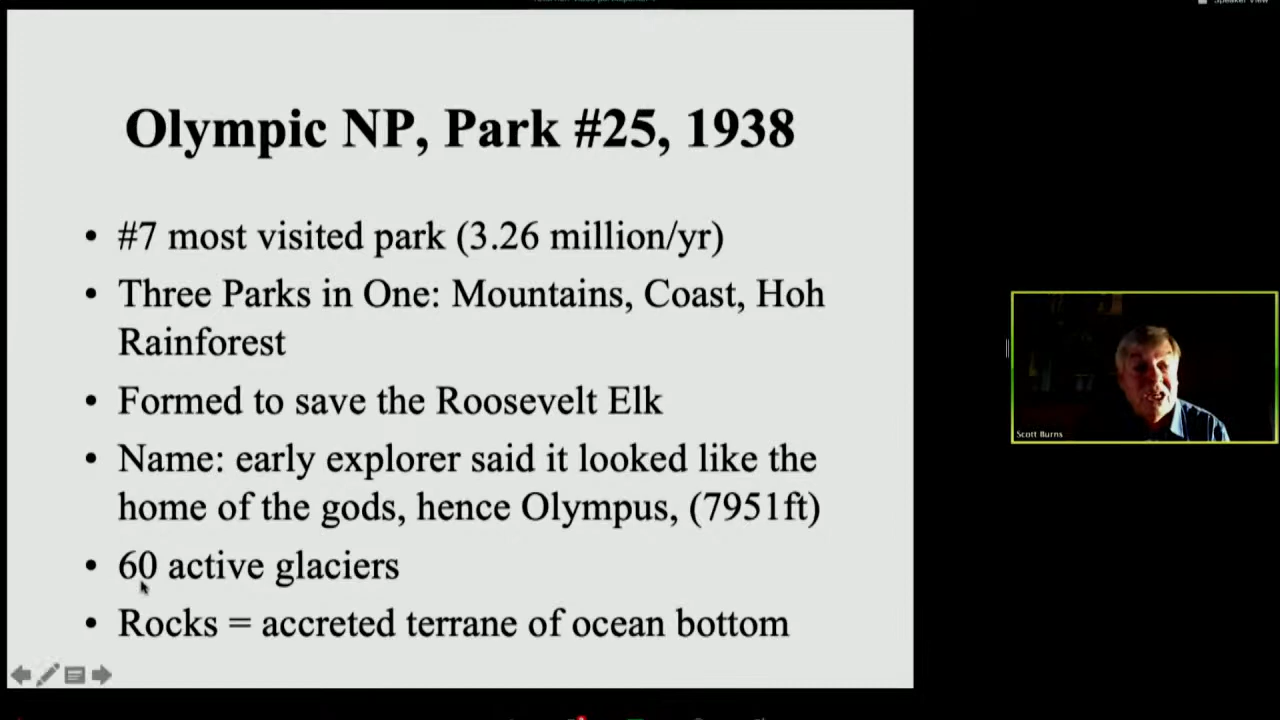 Speaker View
Olympic NP, Park #25, 1938
• #7 most visited park (3.26 million/yr)
• Three Parks in One: Mountains, Coast, Hoh
Rainforest
• Formed to save the Roosevelt Elk
• Name: early explorer said it looked like the
home of the gods, hence Olympus, (7951ft)
• 60 active glaciers
• Rocks = accreted terrane of ocean bottom
Scott Burns